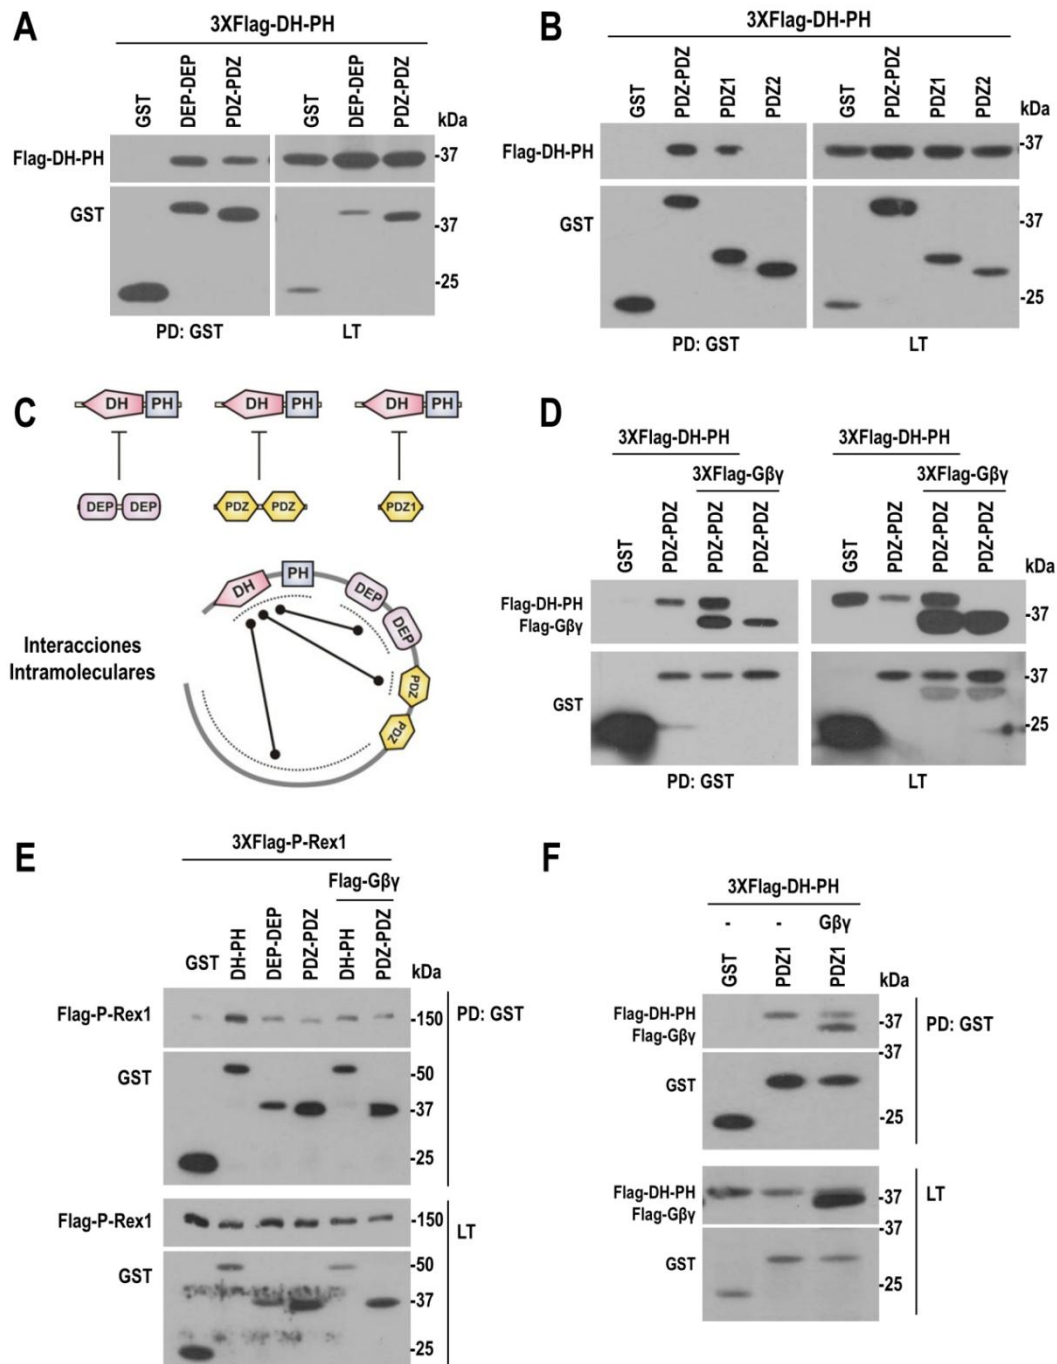 A
3XFlag-DH-PH
GST
DEP-DEP
PDZ-PDZ
GST
DEP-DEP
PDZ-PDZ
kDa
Flag-DH-PH
-37
GST
-37
-25
PD: GST
LT
B
3XFlag-DH-PH
GST
PDZ-PDZ
PDZ1
PDZ2
GST
PDZ-PDZ
PDZ1
PDZ2
kDa
Flag-DH-PH
-37
GST
-37
-25
PD: GST
LT
C
DH PH
DH PH
DH PH
DEP DEP
PDZ PDZ
PDZ1
DH
PH
DEP
DEP
PDZ
PDZ
Interacciones
Intramoleculares
D
3XFlag-DH-PH
3XFlag-DH-PH
3XFlag-Gβγ
3XFlag-Gβγ
GST
PDZ-PDZ
PDZ-PDZ
PDZ-PDZ
GST
PDZ-PDZ
PDZ-PDZ
PDZ-PDZ
kDa
Flag-DH-PH
Flag-Gβγ
-37
GST
-37
-25
PD: GST
LT
E
3XFlag-P-Rex1
Flag-Gβγ
GST
DH-PH
DEP-DEP
PDZ-PDZ
DH-PH
PDZ-PDZ
kDa
Flag-P-Rex1
-150
PD: GST
GST
-50
-37
-25
Flag-P-Rex1
-150
LT
GST
-50
-37
-25
F
3XFlag-DH-PH
- - Gβγ
GST
PDZ1
PDZ1
kDa
Flag-DH-PH
Flag-Gβγ
-37
PD: GST
-37
GST
-25
Flag-DH-PH
Flag-Gβγ
-37
LT
-37
GST
-25